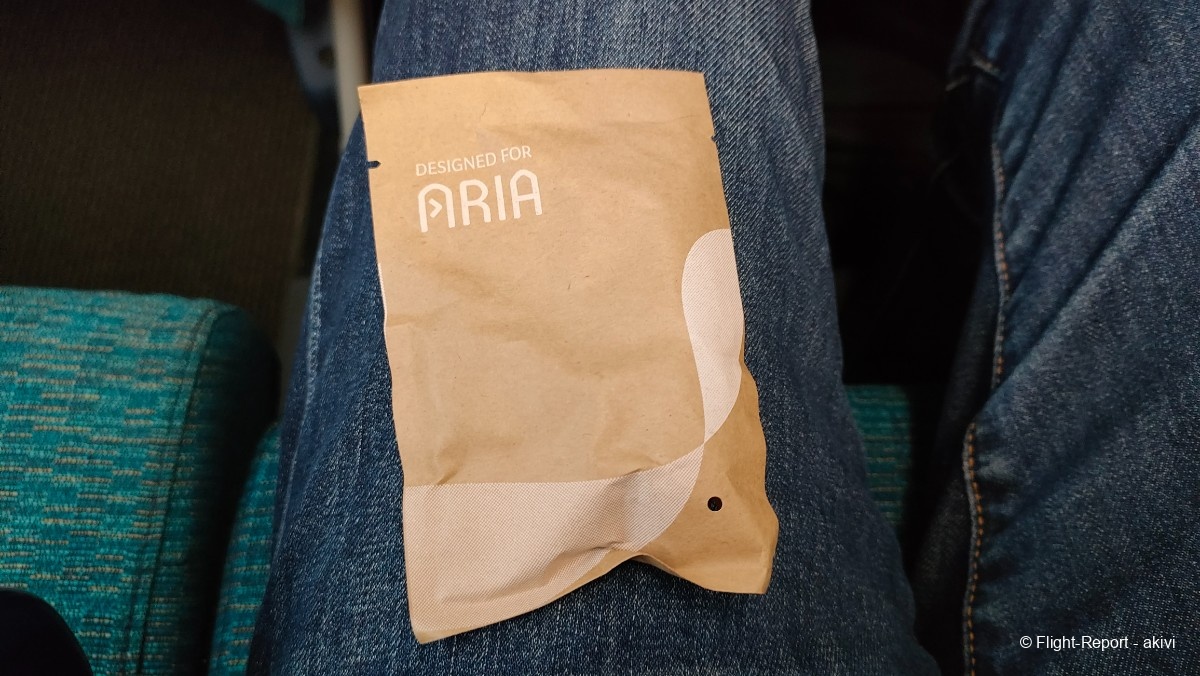 DESIGNED FOR
ARIA
© Flight-Report - akivi